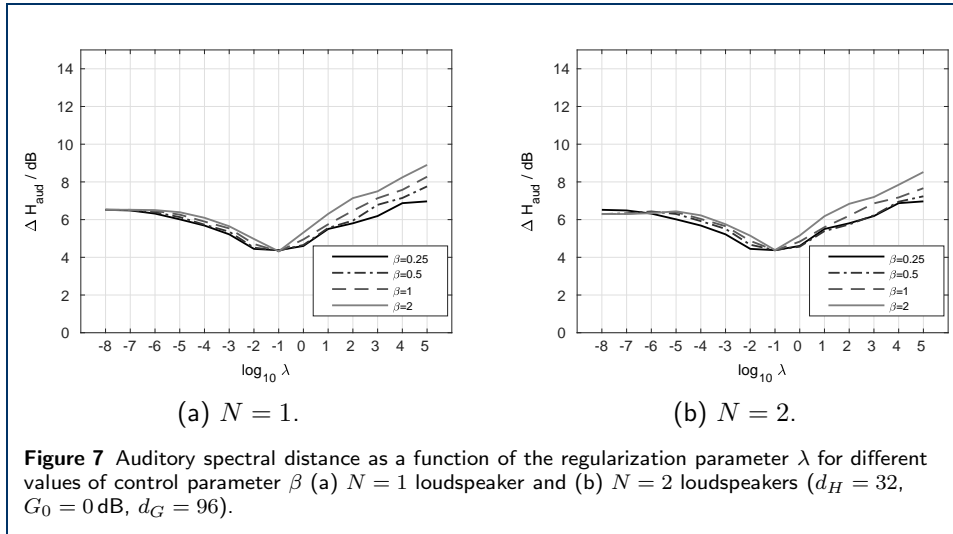 14
12
10
8
6
4
2
0
Δ H_aud / dB
-8 -7 -6 -5 -4 -3 -2 -1 0 1 2 3 4 5
log_10 λ
β=0.25
β=0.5
β=1
β=2
(a) N = 1.
14
12
10
8
6
4
2
0
Δ H_aud / dB
-8 -7 -6 -5 -4 -3 -2 -1 0 1 2 3 4 5
log_10 λ
β=0.25
β=0.5
β=1
β=2
(b) N = 2.
Figure 7 Auditory spectral distance as a function of the regularization parameter λ for different
values of control parameter β (a) N = 1 loudspeaker and (b) N = 2 loudspeakers (d_H = 32,
G_0 = 0 dB, d_G = 96).